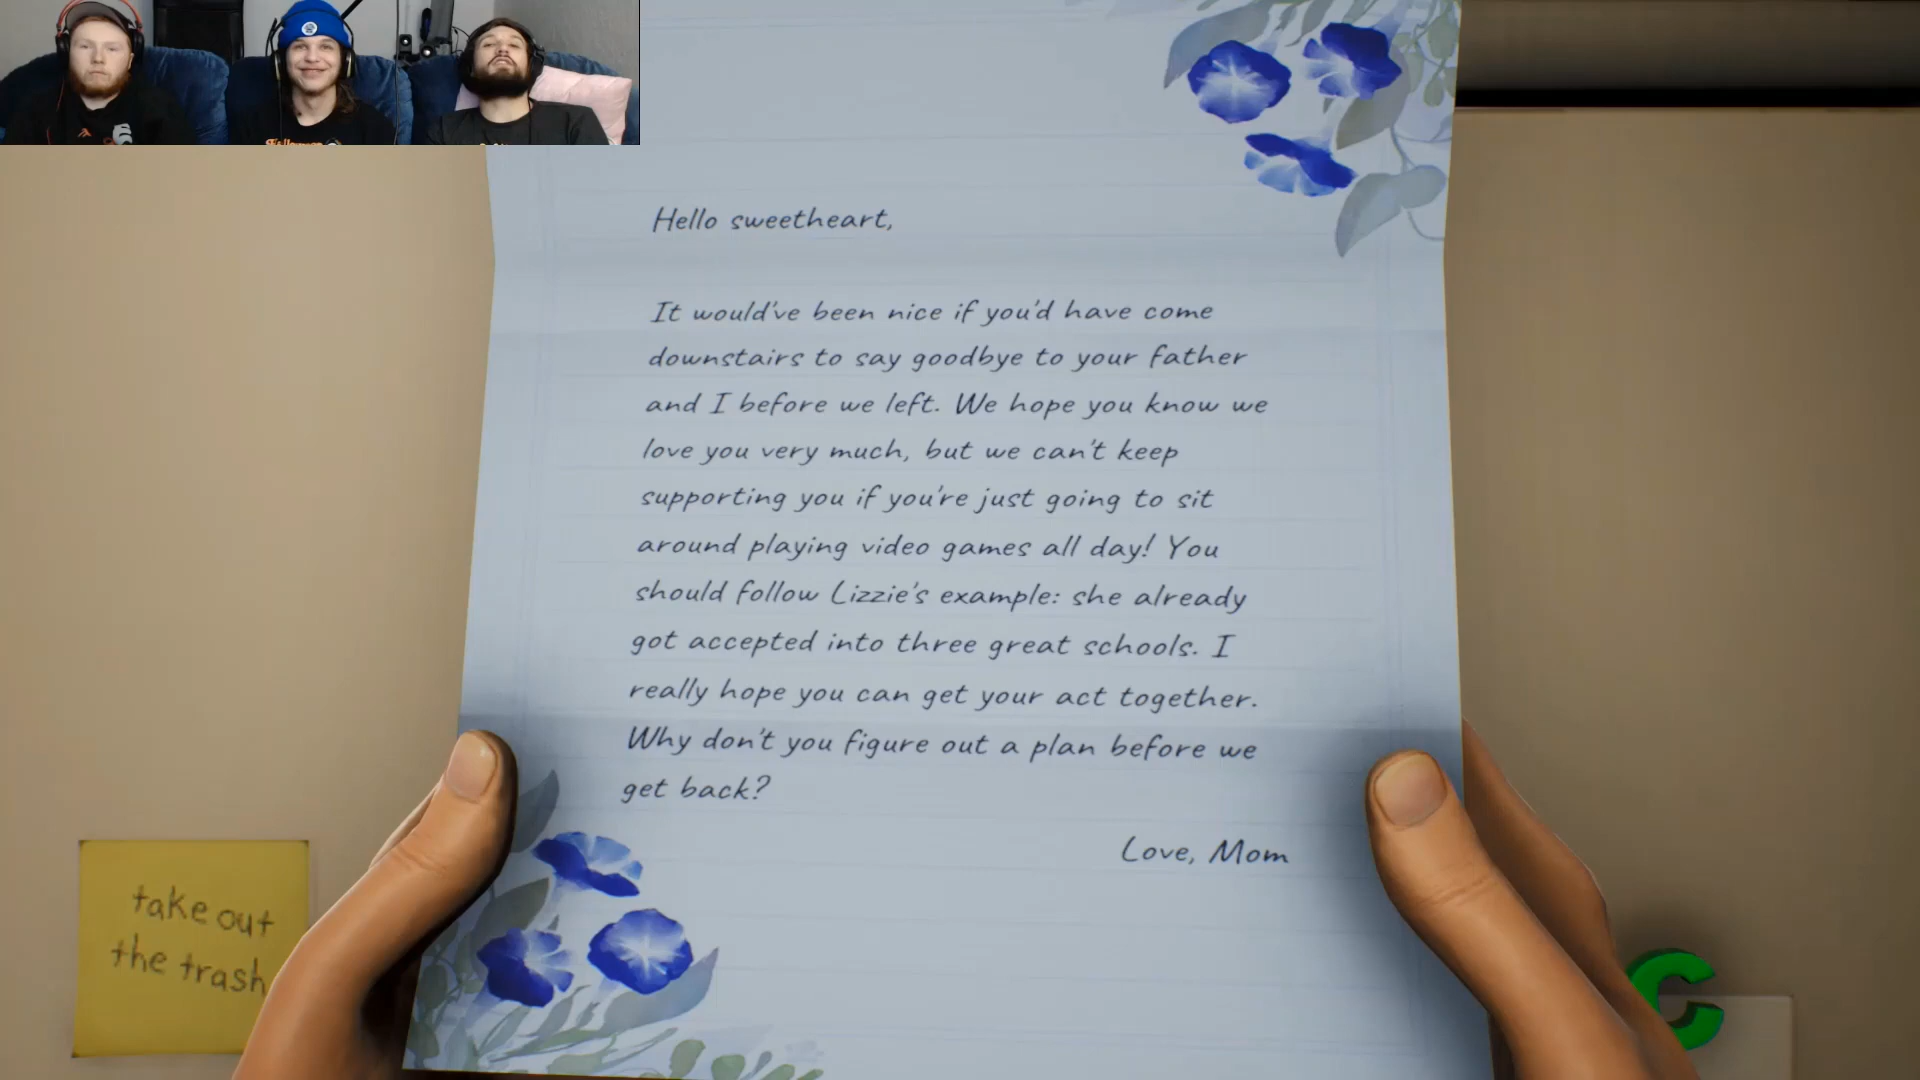 Hello sweetheart,
It would've been nice if you'd have come
downstairs to say goodbye to your father
and I before we left. We hope you know we
love you very much, but we can't keep
supporting you if you're just going to sit
around playing video games all day! You
should follow Lizzie's example: she already
got accepted into three great schools. I
really hope you can get your act together.
Why don't you figure out a plan before we
get back?
Love, Mom
take out
the trash
C